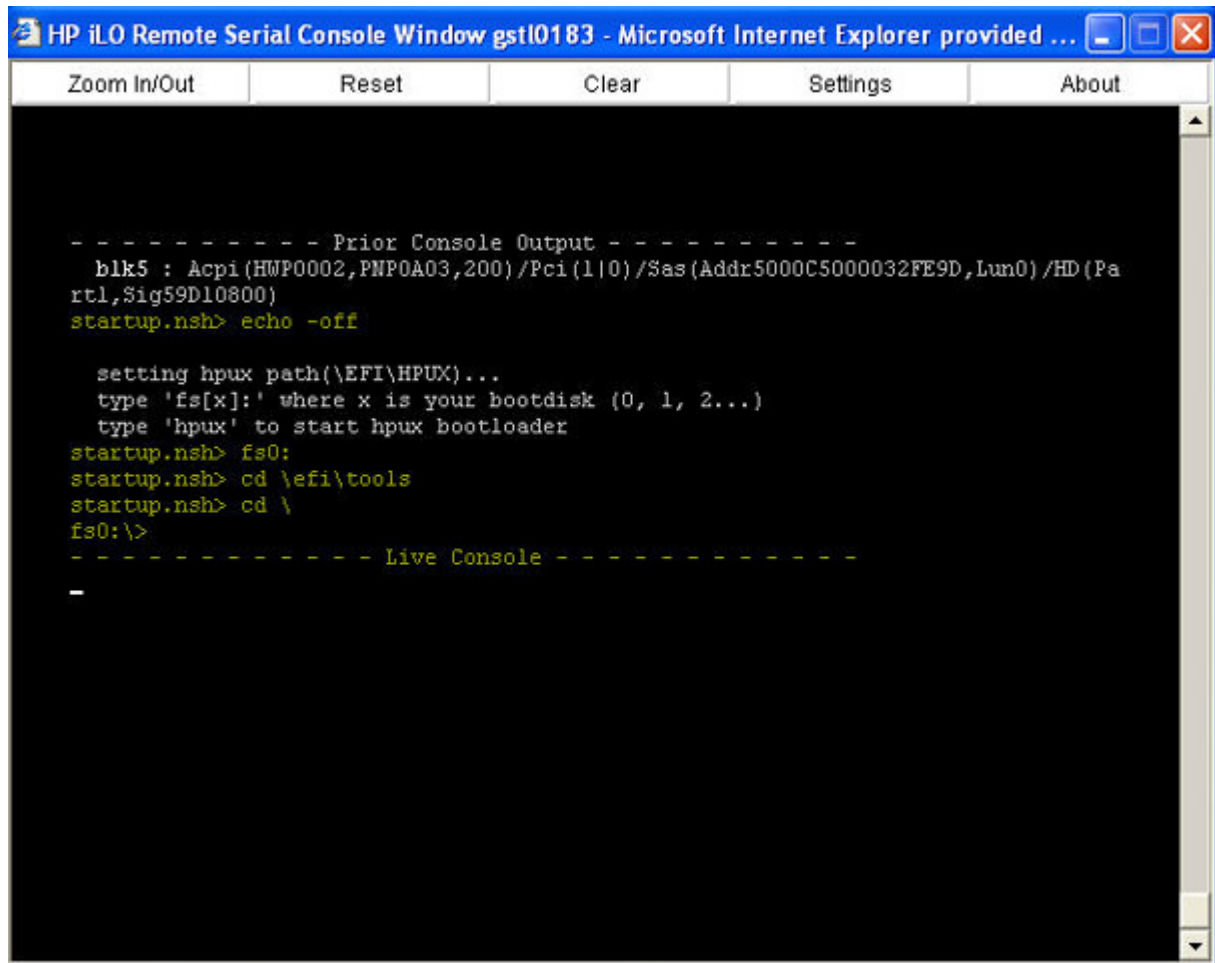 HP iLO Remote Serial Console Window gstl0183 - Microsoft Internet Explorer provided ...
Zoom In/Out Reset Clear Settings About
- - - - - - - - - - Prior Console Output - - - - - - - - - -
blk5 : Acpi(HWP0002,PNP0A03,200)/Pci(1|0)/Sas(Addr5000C5000032FE9D,Lun0)/HD(Pa
rt1,Sig59D10800)
startup.nsh> echo -off
setting hpux path(\EFI\HPUX)...
type 'fs[x]:' where x is your bootdisk (0, 1, 2...)
type 'hpux' to start hpux bootloader
startup.nsh> fs0:
startup.nsh> cd \efi\tools
startup.nsh> cd \
fs0:\>
- - - - - - - - - - - - Live Console - - - - - - - - - - - -